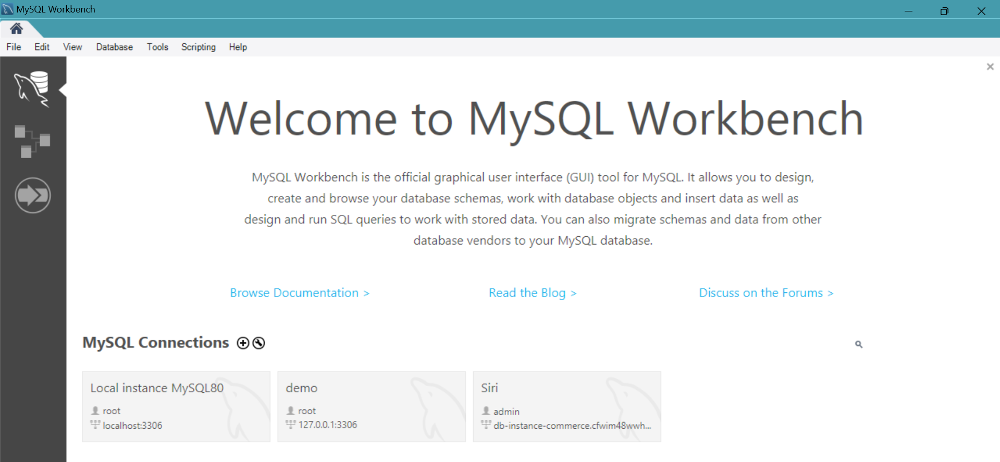 MySQL Workbench
File Edit View Database Tools Scripting Help
Welcome to MySQL Workbench
MySQL Workbench is the official graphical user interface (GUI) tool for MySQL. It allows you to design,
create and browse your database schemas, work with database objects and insert data as well as
design and run SQL queries to work with stored data. You can also migrate schemas and data from other
database vendors to your MySQL database.
Browse Documentation > Read the Blog > Discuss on the Forums >
MySQL Connections
Local instance MySQL80
root
localhost:3306
demo
root
127.0.0.1:3306
Siri
admin
db-instance-commerce.cfwim48wwh...